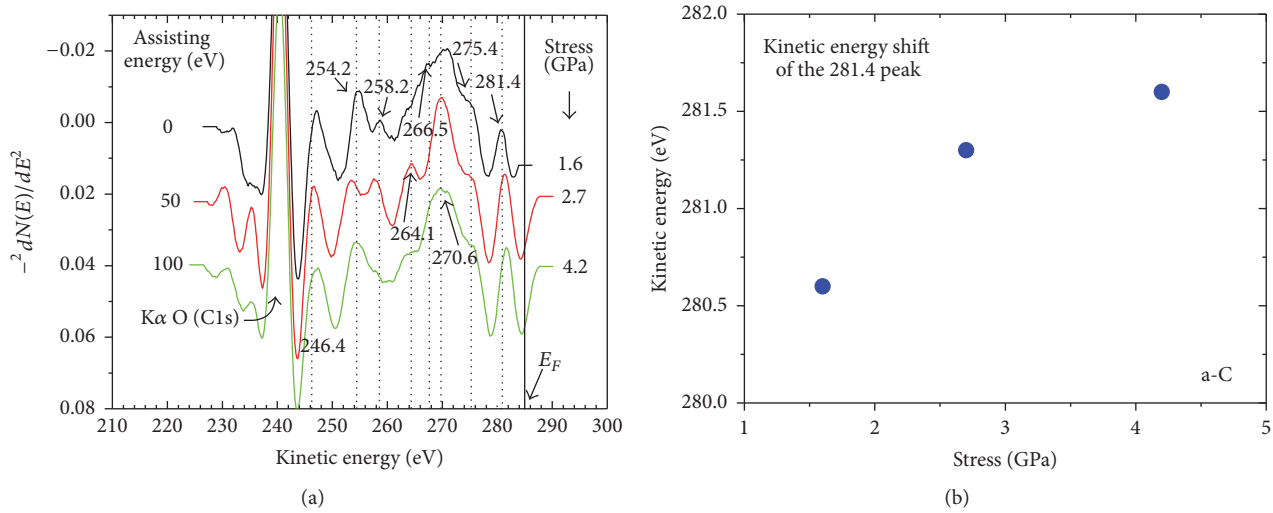 Assisting
energy (eV)
0
50
100
Stress
(GPa)
1.6
2.7
4.2
254.2
258.2
266.5
275.4
281.4
264.1
270.6
246.4
Kα O (C1s)
E_F
−0.02
0.00
0.02
0.04
0.06
0.08
−²dN(E)/dE²
210 220 230 240 250 260 270 280 290 300
Kinetic energy (eV)
(a)
Kinetic energy shift
of the 281.4 peak
282.0
281.5
281.0
280.5
280.0
Kinetic energy (eV)
a-C
1 2 3 4 5
Stress (GPa)
(b)